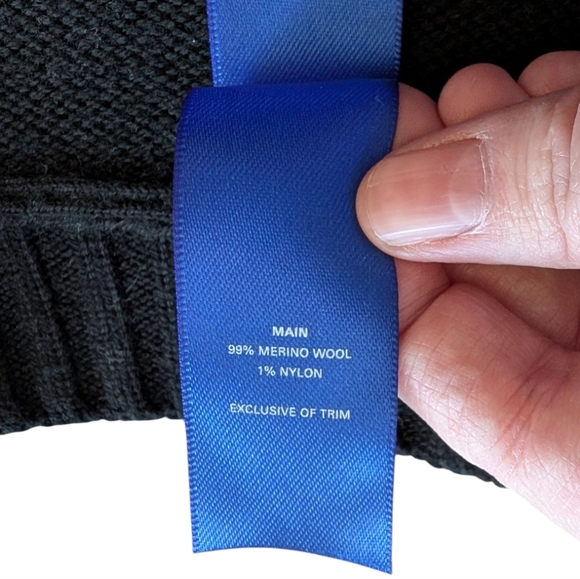 MAIN
99% MERINO WOOL
1% NYLON
EXCLUSIVE OF TRIM